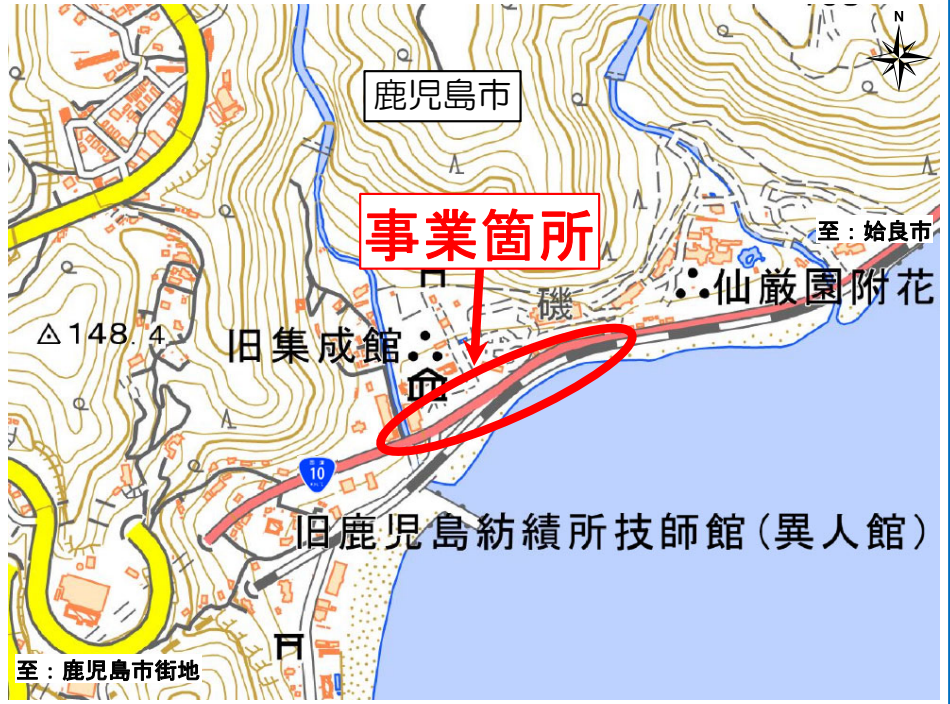 N
鹿児島市
事業箇所
至：姶良市
仙厳園附花
磯
148.4
旧集成館
10
旧鹿児島紡績所技師館(異人館)
至：鹿児島市街地